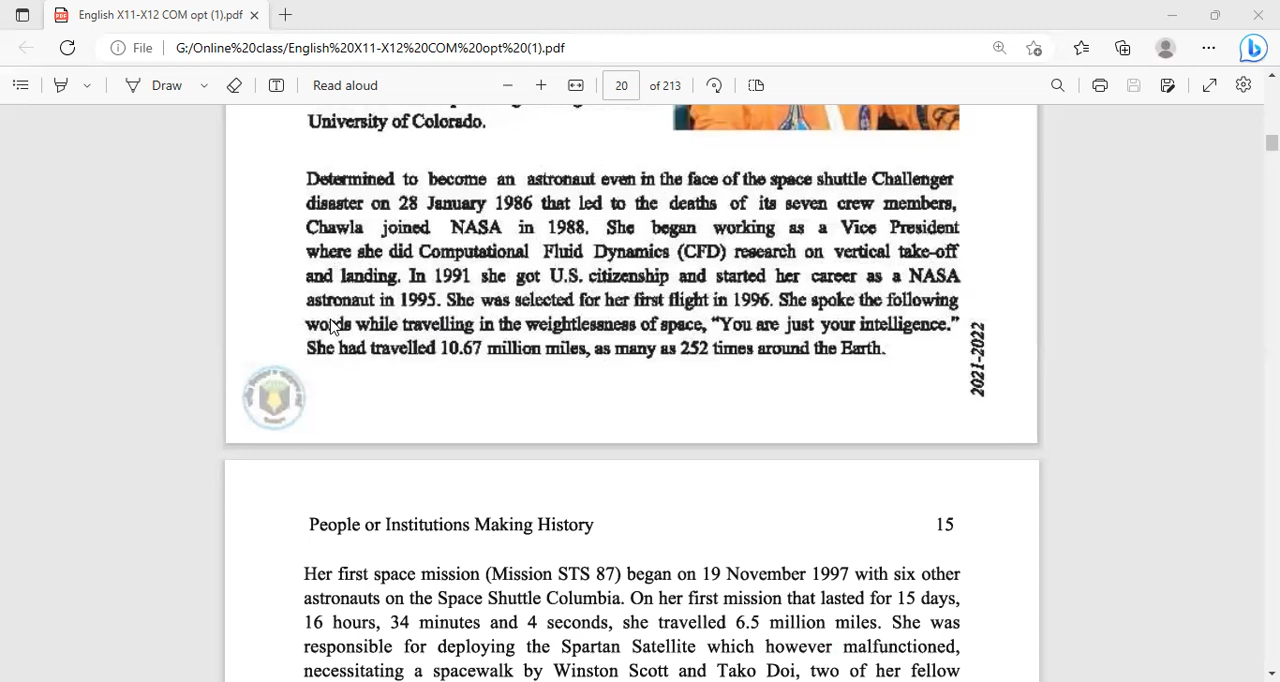 English X11-X12 COM opt (1).pdf
File G:/Online%20class/English%20X11-X12%20COM%20opt%20(1).pdf
Draw Read aloud 20 of 213
University of Colorado.
Determined to become an astronaut even in the face of the space shuttle Challenger
disaster on 28 January 1986 that led to the deaths of its seven crew members,
Chawla joined NASA in 1988. She began working as a Vice President
where she did Computational Fluid Dynamics (CFD) research on vertical take-off
and landing. In 1991 she got U.S. citizenship and started her career as a NASA
astronaut in 1995. She was selected for her first flight in 1996. She spoke the following
words while travelling in the weightlessness of space, “You are just your intelligence.”
She had travelled 10.67 million miles, as many as 252 times around the Earth.
2021-2022
People or Institutions Making History 15
Her first space mission (Mission STS 87) began on 19 November 1997 with six other
astronauts on the Space Shuttle Columbia. On her first mission that lasted for 15 days,
16 hours, 34 minutes and 4 seconds, she travelled 6.5 million miles. She was
responsible for deploying the Spartan Satellite which however malfunctioned,
necessitating a spacewalk by Winston Scott and Tako Doi, two of her fellow